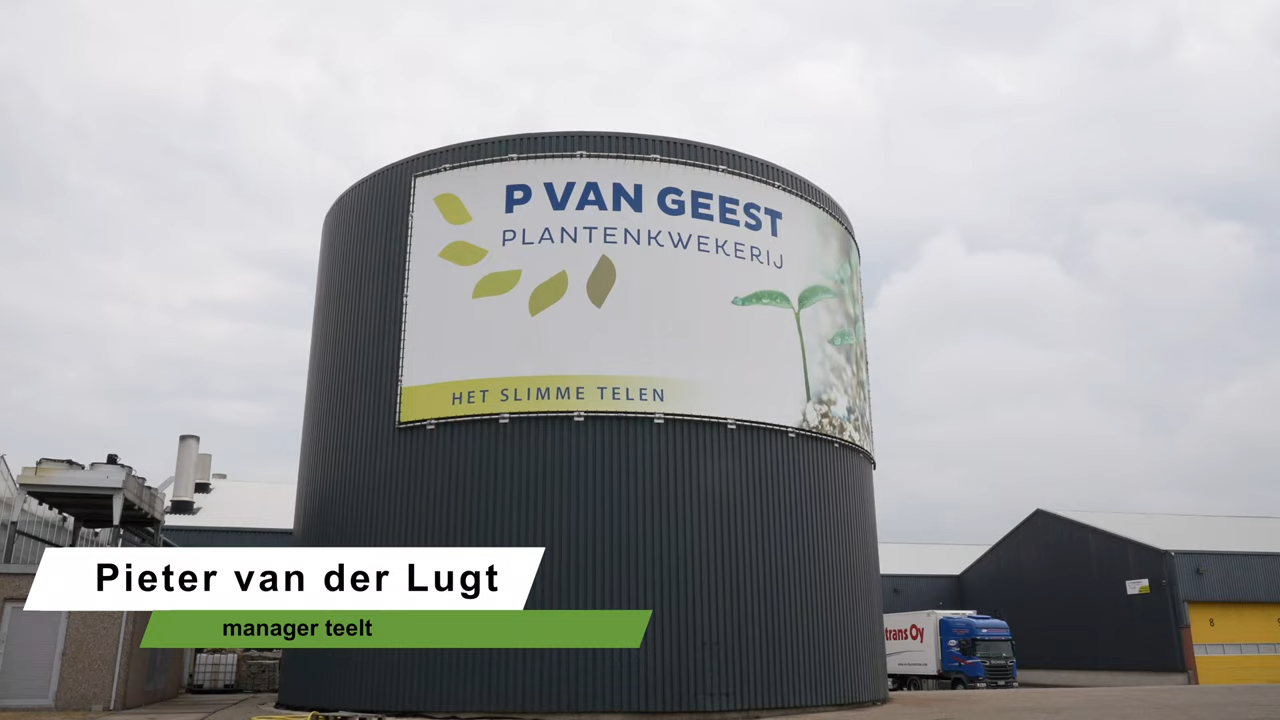 P VAN GEEST
PLANTENKWEKERIJ
HET SLIMME TELEN
Pieter van der Lugt
manager teelt
trans Oy
8